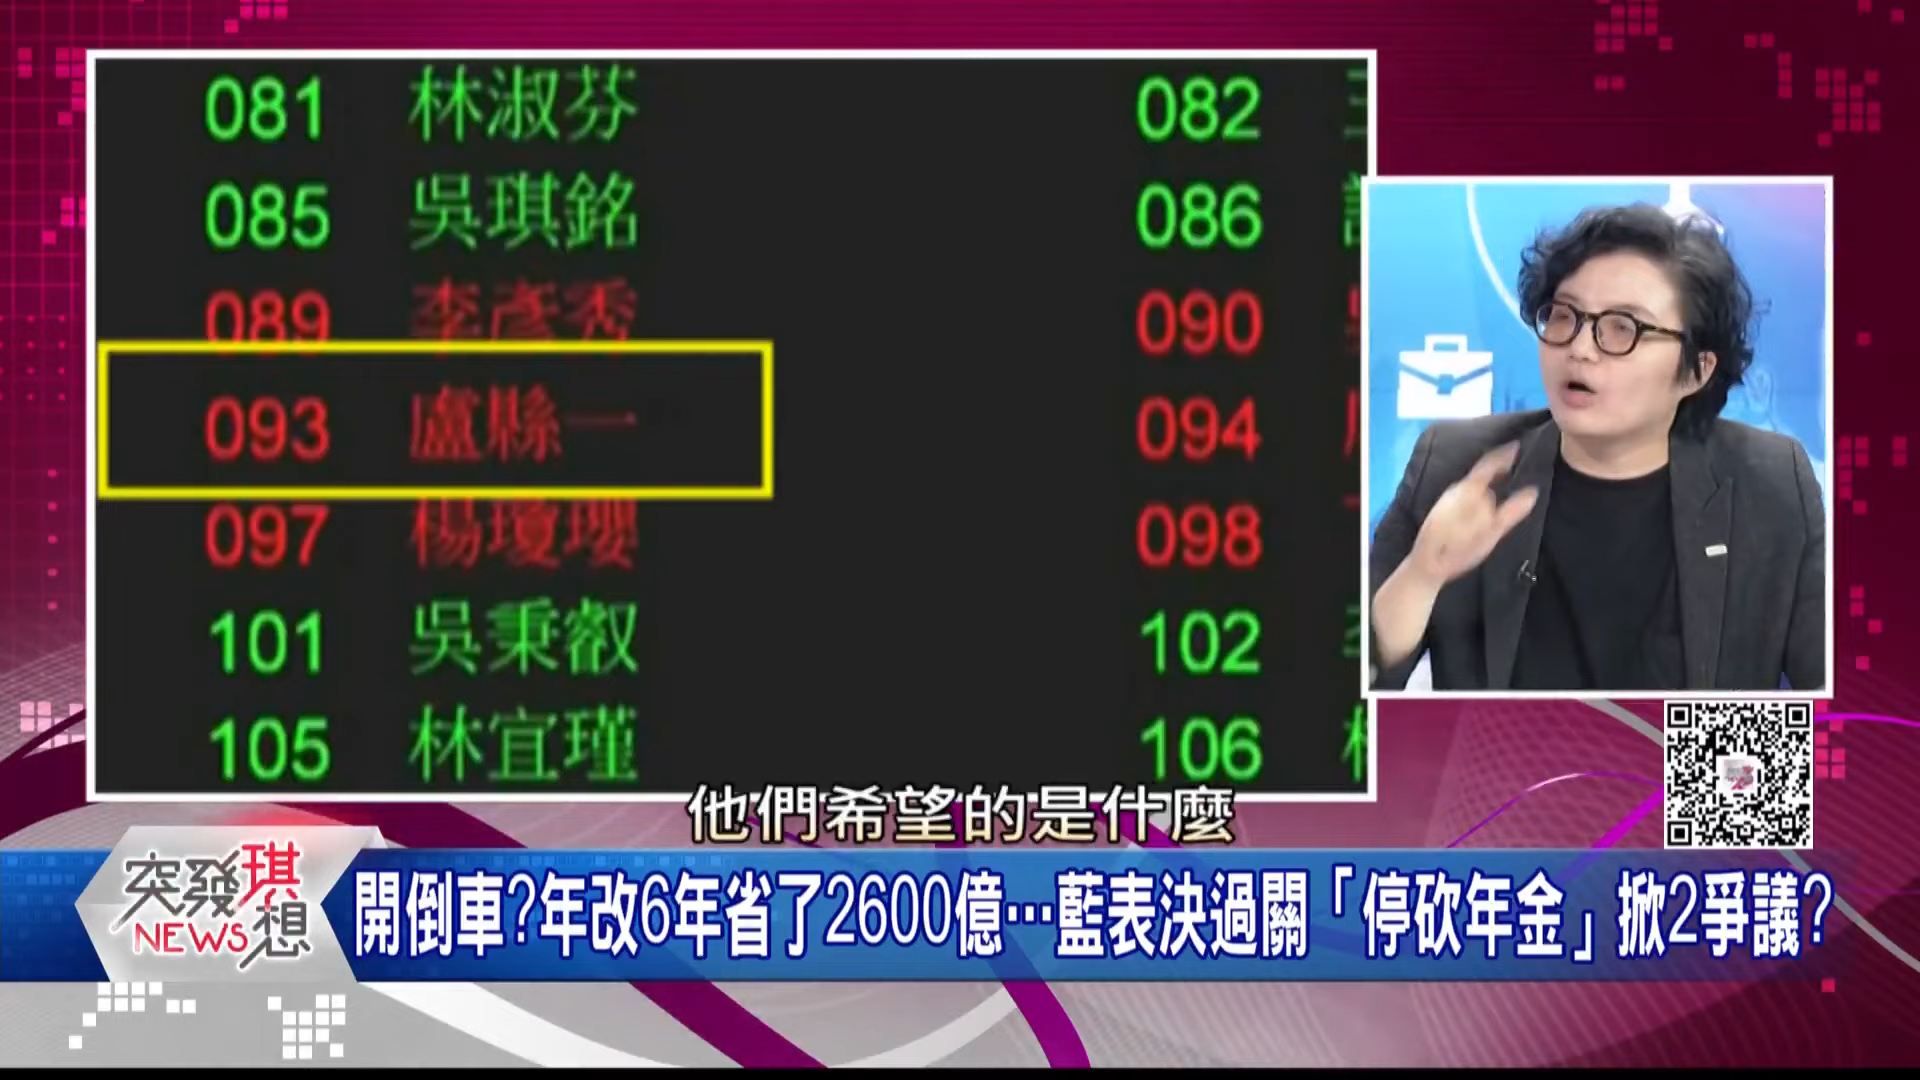 081 林淑芬 082
085 吳琪銘 086
089 李彥秀 090
093 盧縣一 094
097 楊瓊瓔 098
101 吳秉叡 102
105 林宜瑾 106
他們希望的是什麼
突發琪想
NEWS
開倒車?年改6年省了2600億…藍表決過關「停砍年金」掀2爭議?